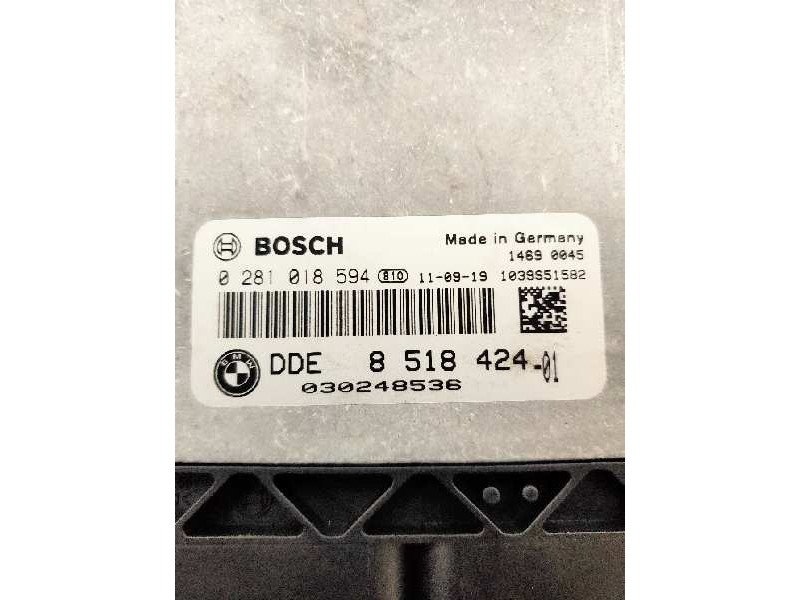 BOSCH
Made in Germany
1469 0045
0 281 018 594 810 11-09-19 1039S51582
BMW
DDE 8 518 424-01
030248536